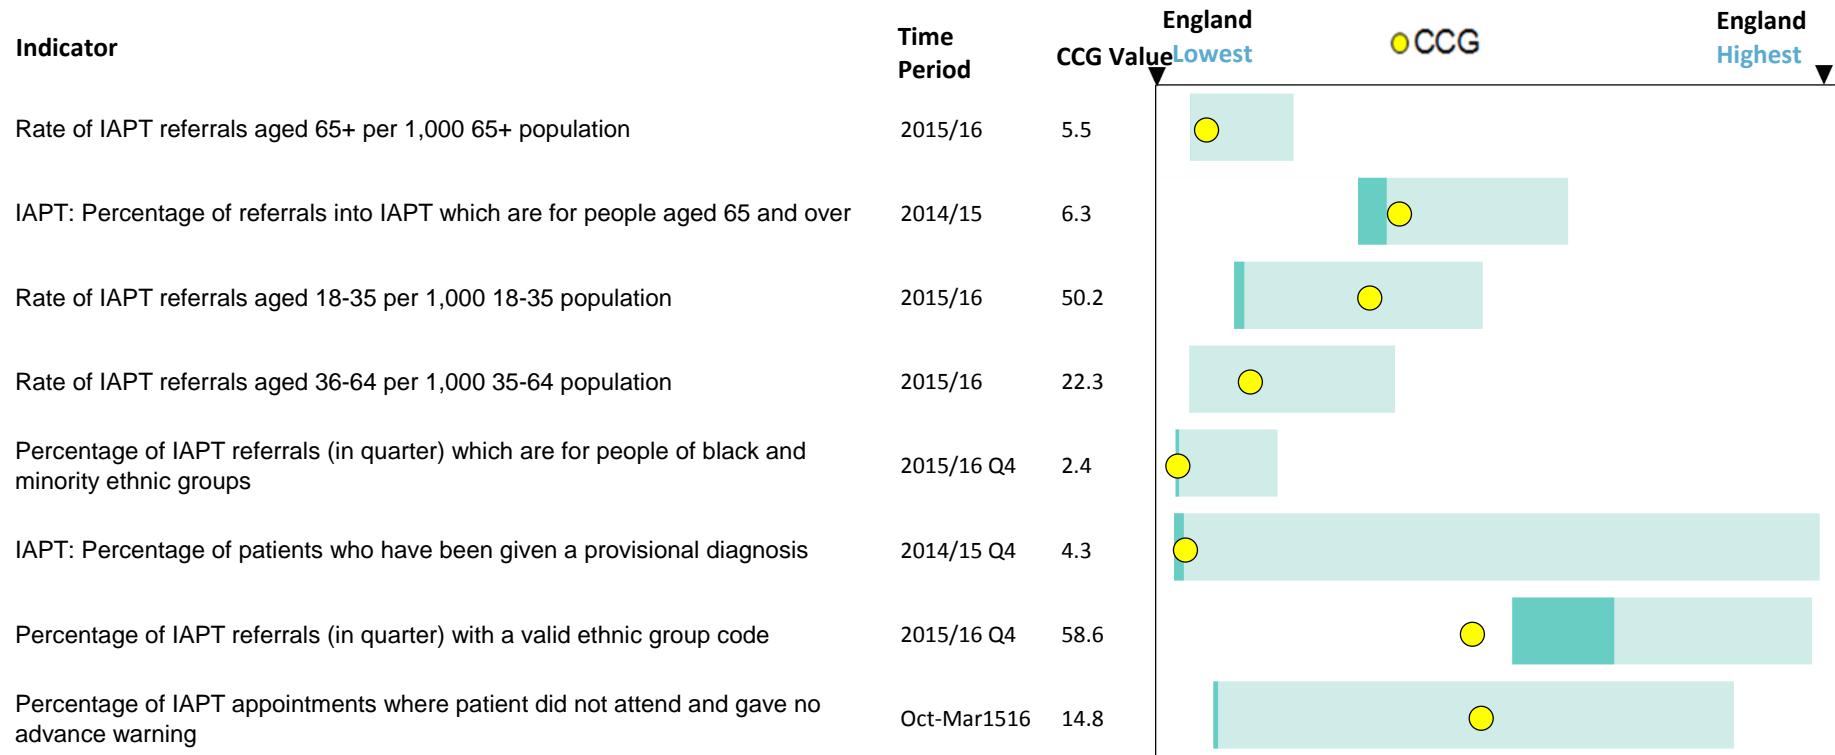 Indicator
Time
Period
CCG Value
England
Lowest
CCG
England
Highest
Rate of IAPT referrals aged 65+ per 1,000 65+ population 2015/16 5.5
IAPT: Percentage of referrals into IAPT which are for people aged 65 and over 2014/15 6.3
Rate of IAPT referrals aged 18-35 per 1,000 18-35 population 2015/16 50.2
Rate of IAPT referrals aged 36-64 per 1,000 35-64 population 2015/16 22.3
Percentage of IAPT referrals (in quarter) which are for people of black and
minority ethnic groups 2015/16 Q4 2.4
IAPT: Percentage of patients who have been given a provisional diagnosis 2014/15 Q4 4.3
Percentage of IAPT referrals (in quarter) with a valid ethnic group code 2015/16 Q4 58.6
Percentage of IAPT appointments where patient did not attend and gave no
advance warning Oct-Mar1516 14.8